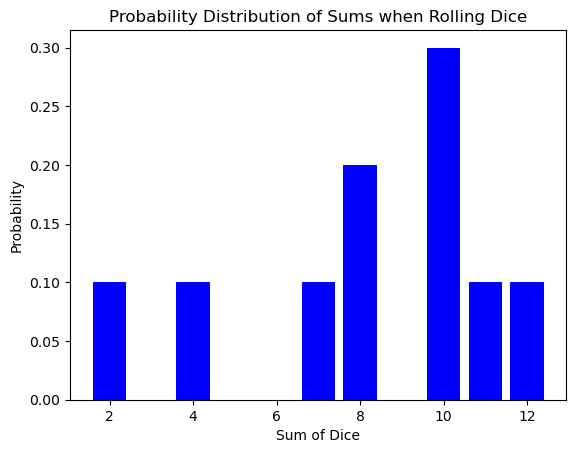 Probability Distribution of Sums when Rolling Dice
0.30
0.25
0.20
0.15
0.10
0.05
0.00
Probability
2 4 6 8 10 12
Sum of Dice